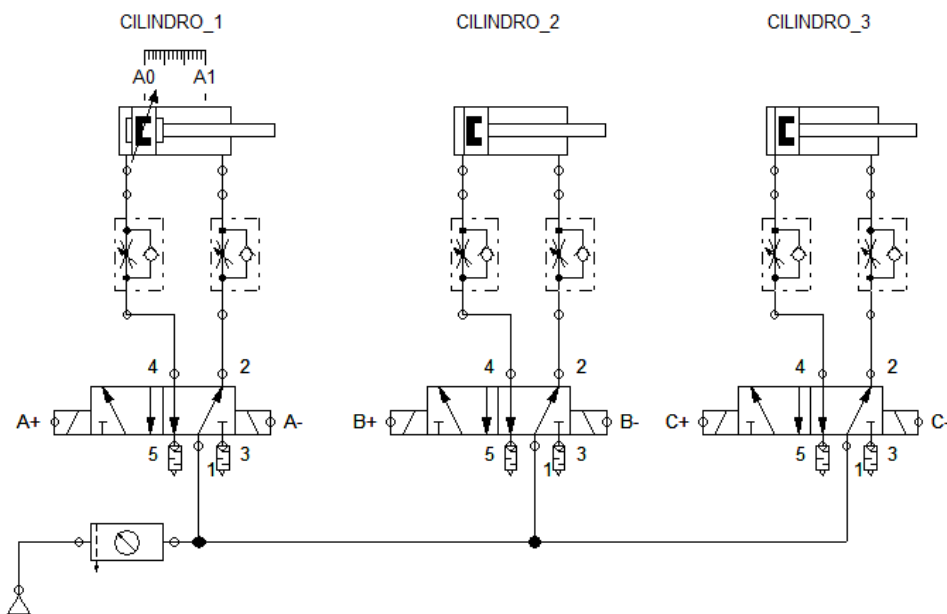 CILINDRO_1 CILINDRO_2 CILINDRO_3
A0 A1
4 2 4 2 4 2
A+ A- B+ B- C+ C-
5 1 3 5 1 3 5 1 3